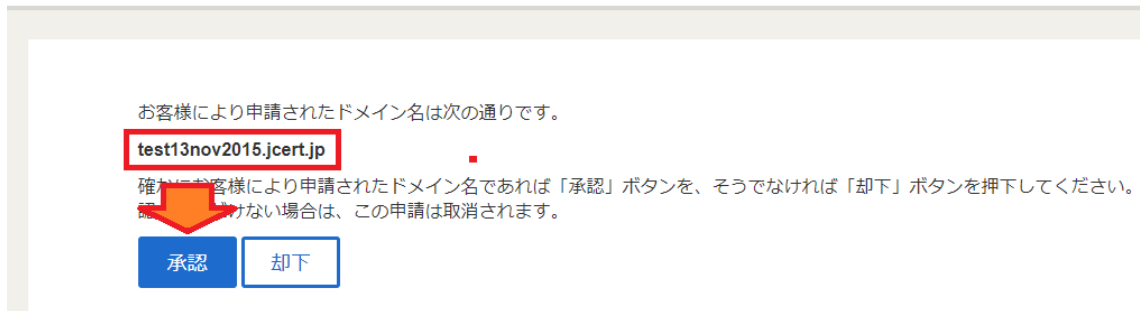 お客様により申請されたドメイン名は次の通りです。
test13nov2015.jcert.jp
確かにお客様により申請されたドメイン名であれば「承認」ボタンを、そうでなければ「却下」ボタンを押下してください。
認 けない場合は、この申請は取消されます。
承認 却下